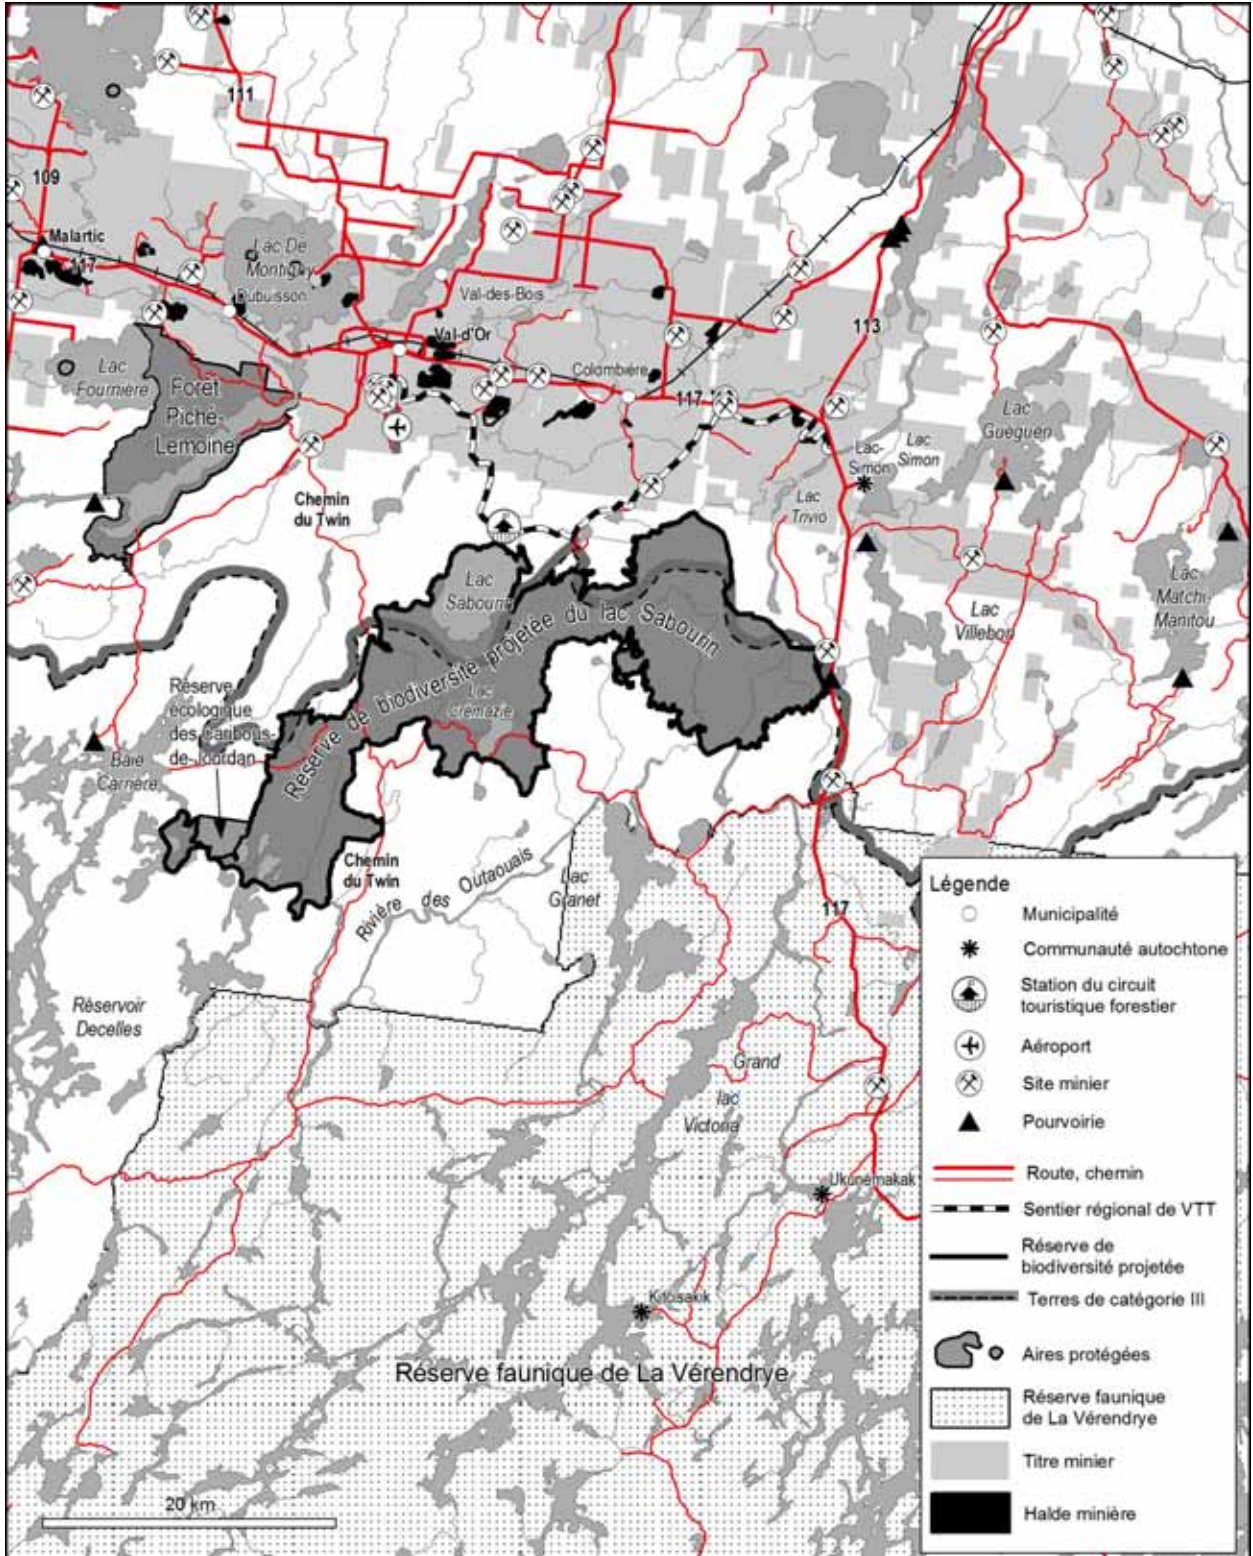 111
109
Malartic
117
Lac De
Montigny
Dubuisson
Val-des-Bois
Val-d'Or
113
Lac
Fournière
Forêt
Piché-
Lemoine
Colombière
117
Lac
Guéguen
Lac-
Simon
Lac
Simon
Chemin
du Twin
Lac
Trivio
Lac
Sabourin
Lac
Matchi-
Manitou
Lac
Villebon
Réserve de biodiversité projetée du lac Sabourin
Réserve
écologique
des Caribous-
de-Jourdan
Lac
Crémazie
Baie
Carrière
Chemin
du Twin
Rivière des Outaouais
Lac
Granet
117
Réservoir
Decelles
Grand
lac
Victoria
Kitcisakik
Réserve faunique de La Vérendrye
20 km
Légende
Municipalité
Communauté autochtone
Station du circuit
touristique forestier
Aéroport
Site minier
Pourvoirie
Route, chemin
Sentier régional de VTT
Réserve de
biodiversité projetée
Terres de catégorie III
Aires protégées
Réserve faunique
de La Vérendrye
Titre minier
Halde minière